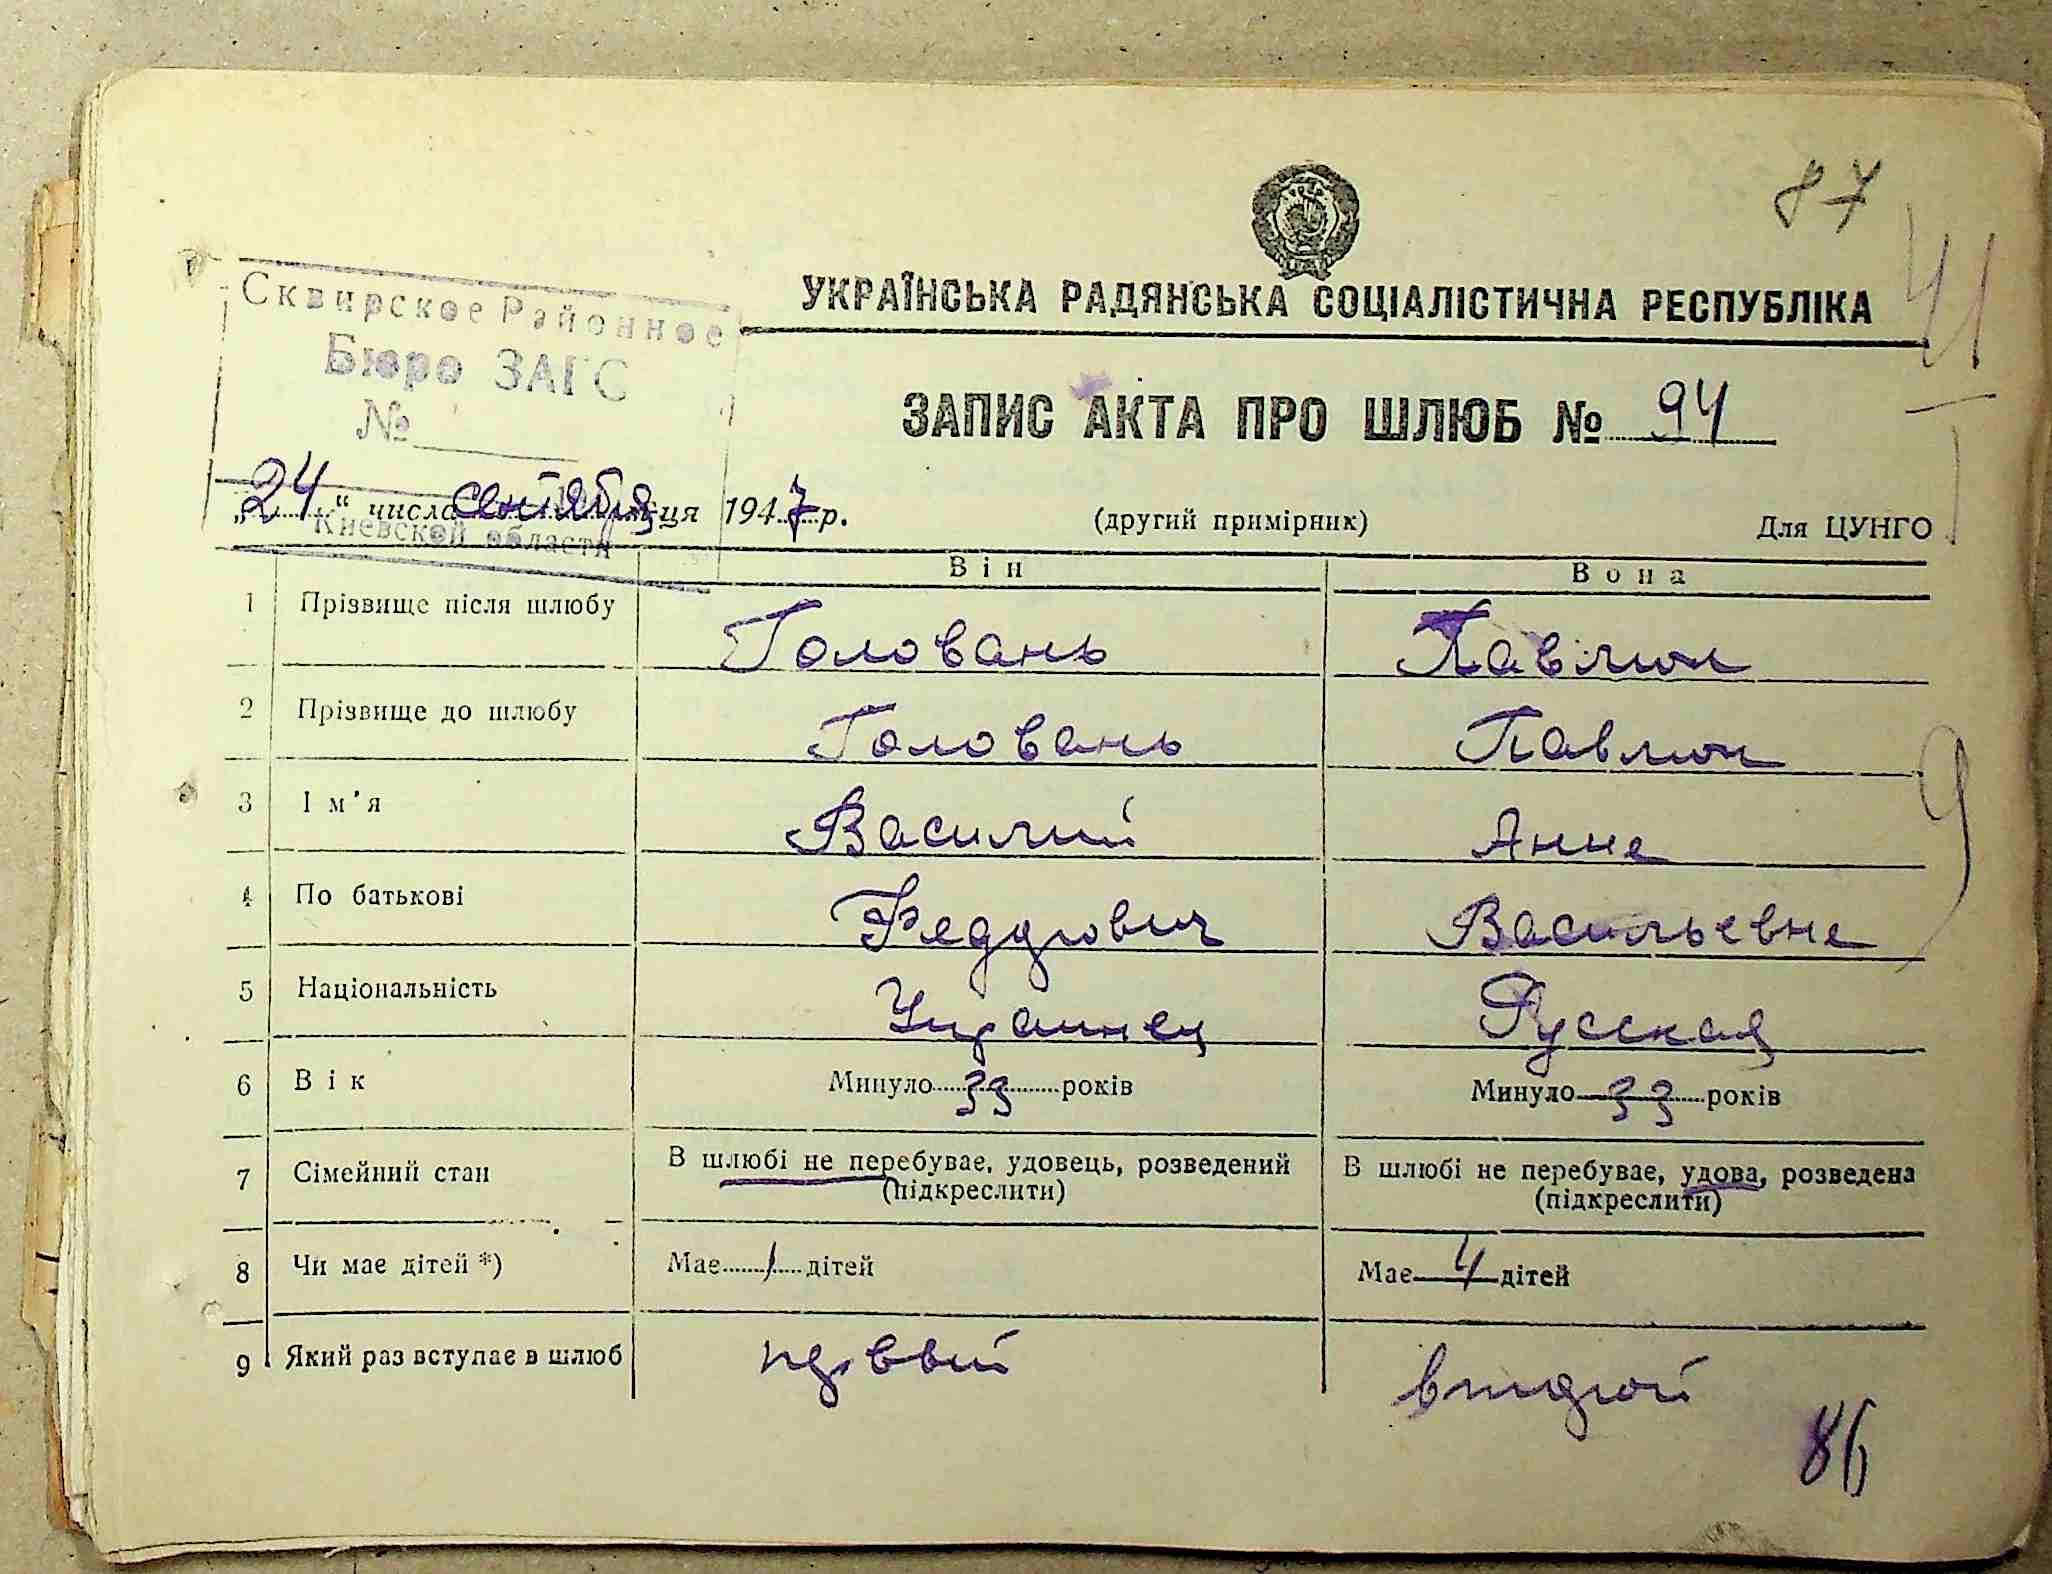 87
УКРАЇНСЬКА РАДЯНСЬКА СОЦІАЛІСТИЧНА РЕСПУБЛІКА
Сквирское Районное
Бюро ЗАГС
№
Киевской области
ЗАПИС АКТА ПРО ШЛЮБ № 94
„24“ числа сентября місяця 1947 р. (другий примірник) Для ЦУНГО
Він Вона
1 Прізвище після шлюбу Головань Павлюк
2 Прізвище до шлюбу Головань Павлюк
3 Ім'я Василий Анна
4 По батькові Феддгович Васильевна
5 Національність Украинец Русская
6 Вік Минуло 33 років Минуло 33 років
7 Сімейний стан В шлюбі не перебуває, удовець, розведений (підкреслити) В шлюбі не перебуває, удова, розведена (підкреслити)
8 Чи має дітей *) Має 1 дітей Має 4 дітей
9 Який раз вступає в шлюб первый второй
86